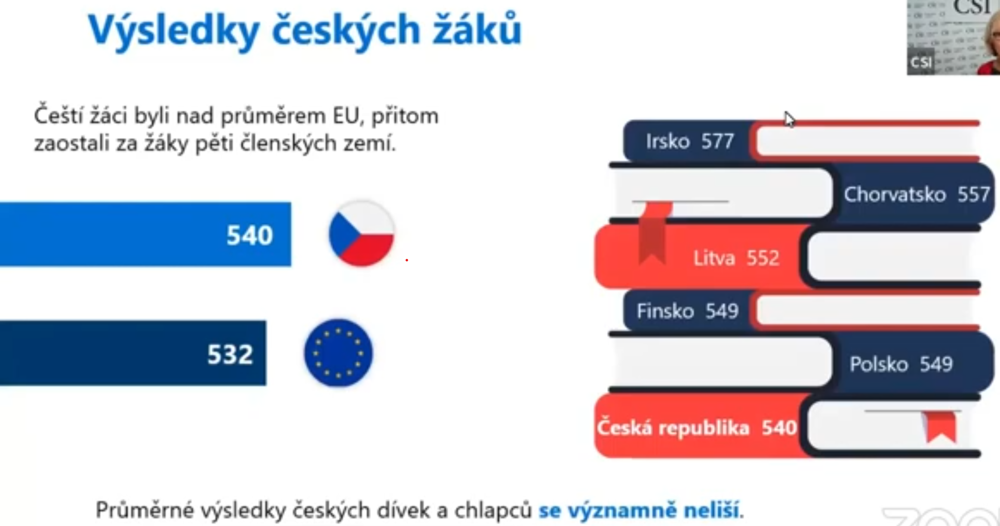 Výsledky českých žáků
CSI
CSI
Čeští žáci byli nad průměrem EU, přitom
zaostali za žáky pěti členských zemí.
540
532
Irsko 577
Chorvatsko 557
Litva 552
Finsko 549
Polsko 549
Česká republika 540
Průměrné výsledky českých dívek a chlapců se významně neliší.